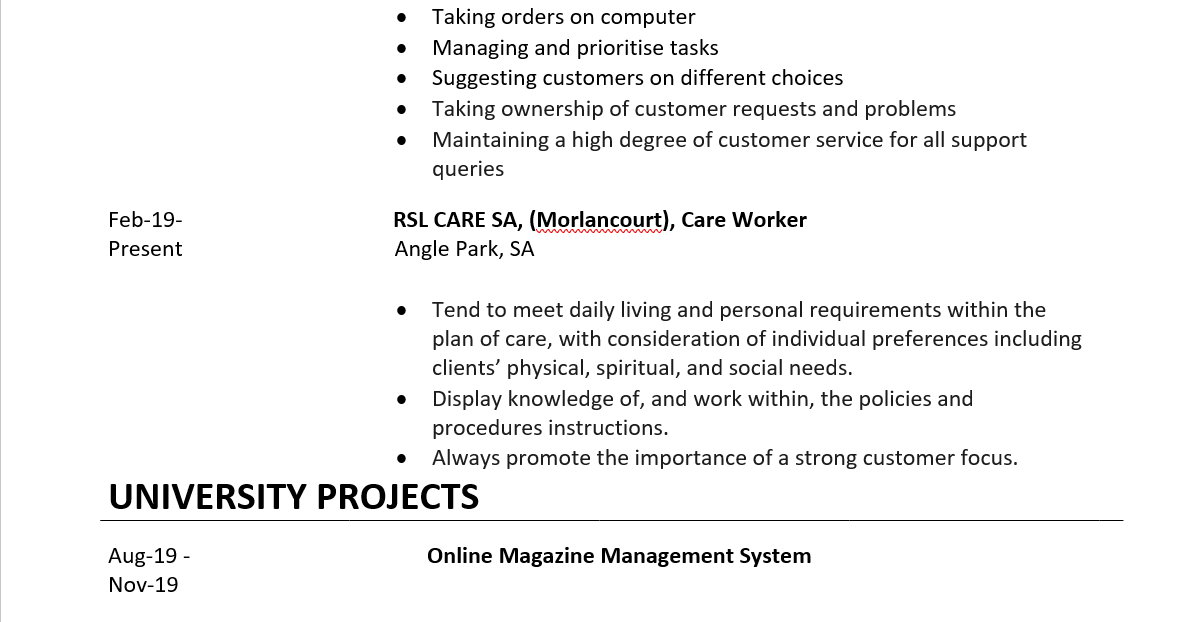 • Taking orders on computer
• Managing and prioritise tasks
• Suggesting customers on different choices
• Taking ownership of customer requests and problems
• Maintaining a high degree of customer service for all support
queries
Feb-19-
Present
RSL CARE SA, (Morlancourt), Care Worker
Angle Park, SA
• Tend to meet daily living and personal requirements within the
plan of care, with consideration of individual preferences including
clients’ physical, spiritual, and social needs.
• Display knowledge of, and work within, the policies and
procedures instructions.
• Always promote the importance of a strong customer focus.
UNIVERSITY PROJECTS
Aug-19 -
Nov-19
Online Magazine Management System